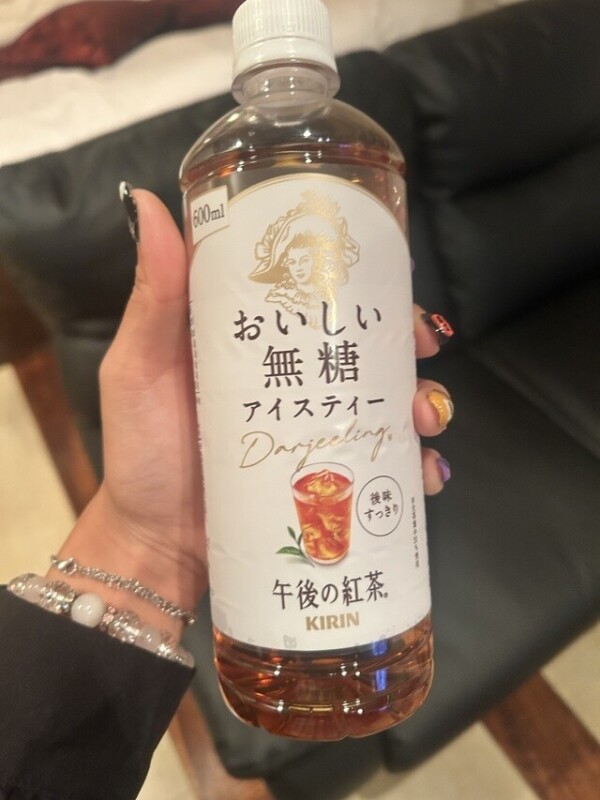 600ml
おいしい
無糖
アイスティー
Darjeeling
後味
すっきり
午後の紅茶。
KIRIN